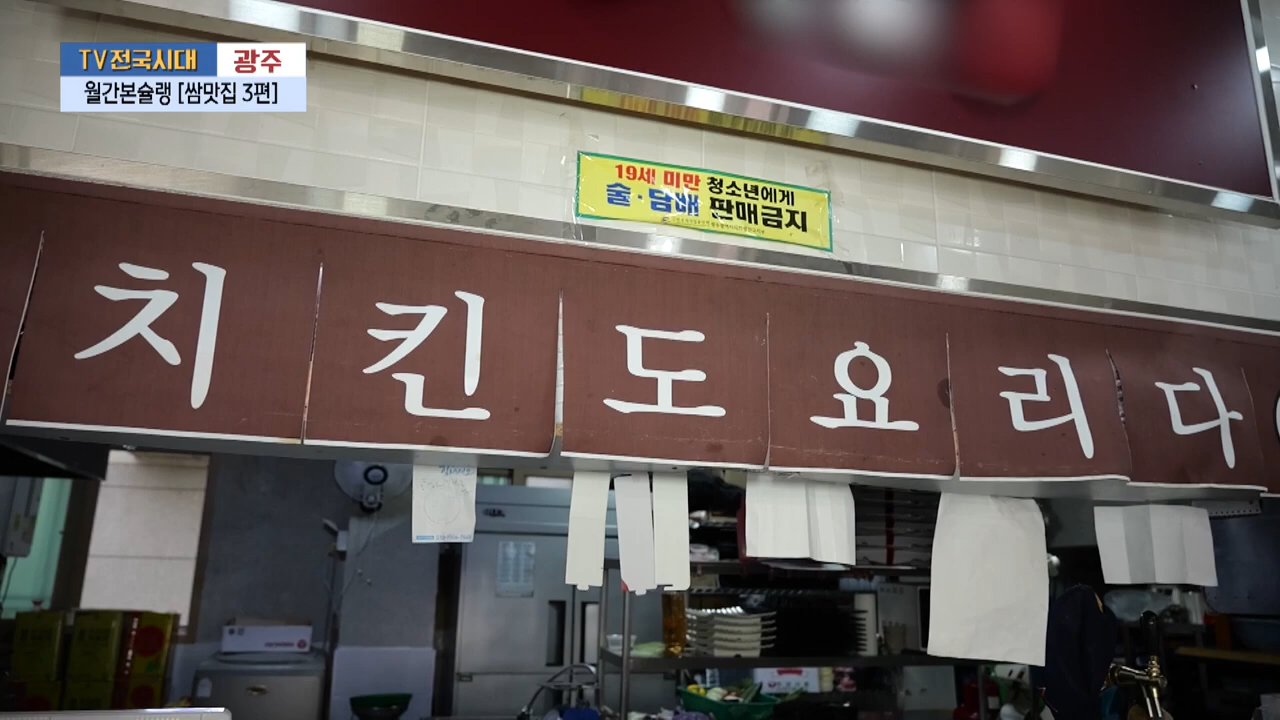 TV전국시대 광주
월간본슐랭 [쌈맛집 3편]
19세 미만 청소년에게
술·담배 판매금지
치킨도요리다